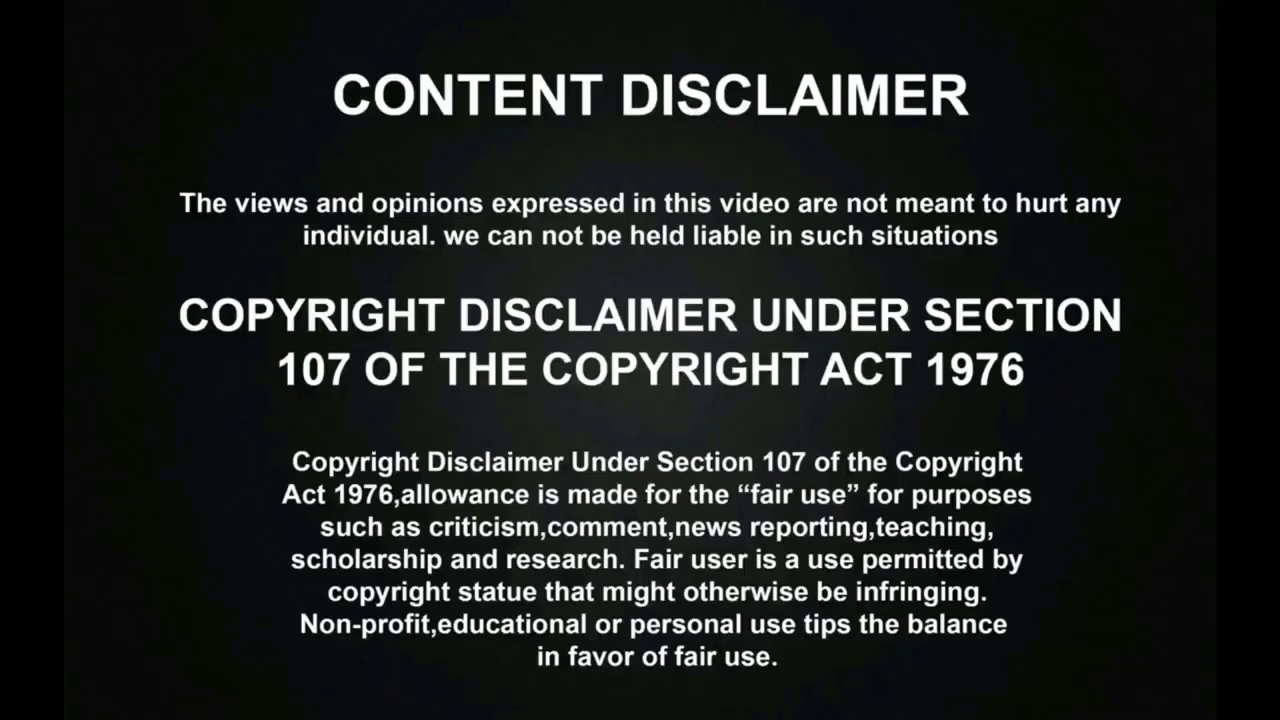 CONTENT DISCLAIMER
The views and opinions expressed in this video are not meant to hurt any
individual. we can not be held liable in such situations
COPYRIGHT DISCLAIMER UNDER SECTION
107 OF THE COPYRIGHT ACT 1976
Copyright Disclaimer Under Section 107 of the Copyright
Act 1976,allowance is made for the “fair use” for purposes
such as criticism,comment,news reporting,teaching,
scholarship and research. Fair user is a use permitted by
copyright statue that might otherwise be infringing.
Non-profit,educational or personal use tips the balance
in favor of fair use.